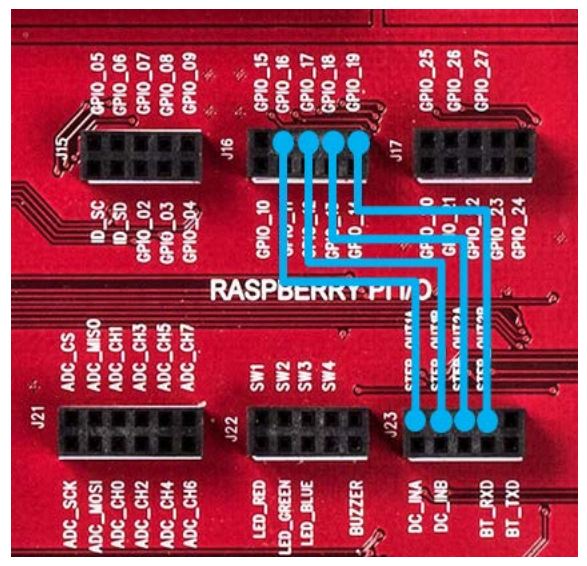 GPIO_05
GPIO_06
GPIO_07
GPIO_08
GPIO_09
GPIO_15
GPIO_16
GPIO_17
GPIO_18
GPIO_19
GPIO_25
GPIO_26
GPIO_27
J15
J16
J17
ID_SC
ID_SD
GPIO_02
GPIO_03
GPIO_04
GPIO_10
GPIO_23
GPIO_24
RASPBERRY PI I/O
ADC_CS
ADC_MISO
ADC_CH1
ADC_CH3
ADC_CH5
ADC_CH7
SW1
SW2
SW3
SW4
J21
J22
J23
ADC_SCK
ADC_MOSI
ADC_CH0
ADC_CH2
ADC_CH4
ADC_CH6
LED_RED
LED_GREEN
LED_BLUE
BUZZER
DC_INA
DC_INB
BT_RXD
BT_TXD